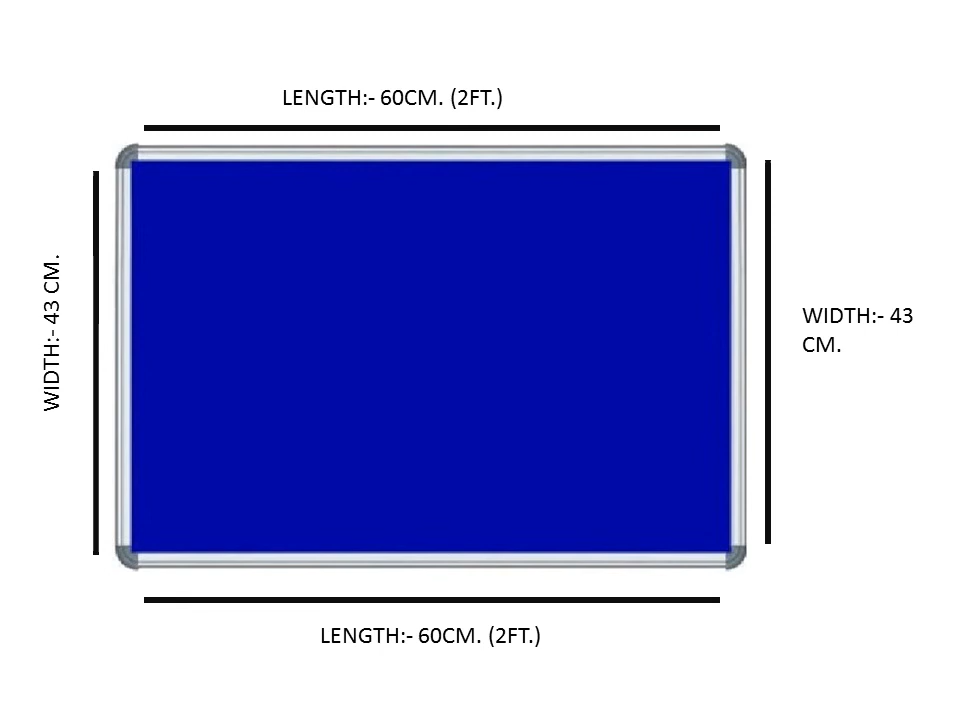 LENGTH:- 60CM. (2FT.)
WIDTH:- 43 CM.
WIDTH:- 43
CM.
LENGTH:- 60CM. (2FT.)